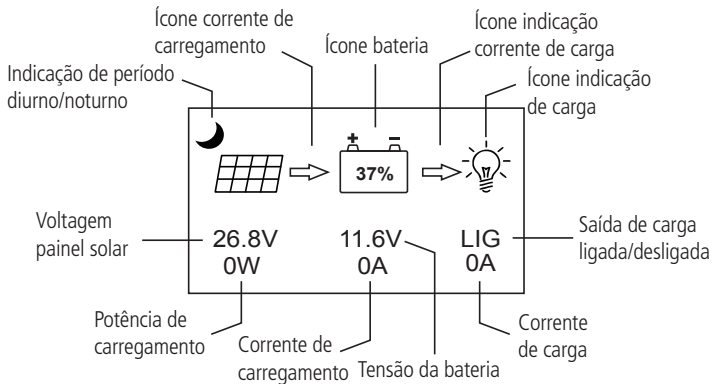 Ícone corrente de
carregamento
Ícone bateria
Ícone indicação
corrente de carga
Indicação de período
diurno/noturno
Ícone indicação
de carga
+ −
37%
Voltagem
painel solar
26.8V
0W
11.6V
0A
LIG
0A
Saída de carga
ligada/desligada
Potência de
carregamento
Corrente de
carregamento
Tensão da bateria
Corrente
de carga